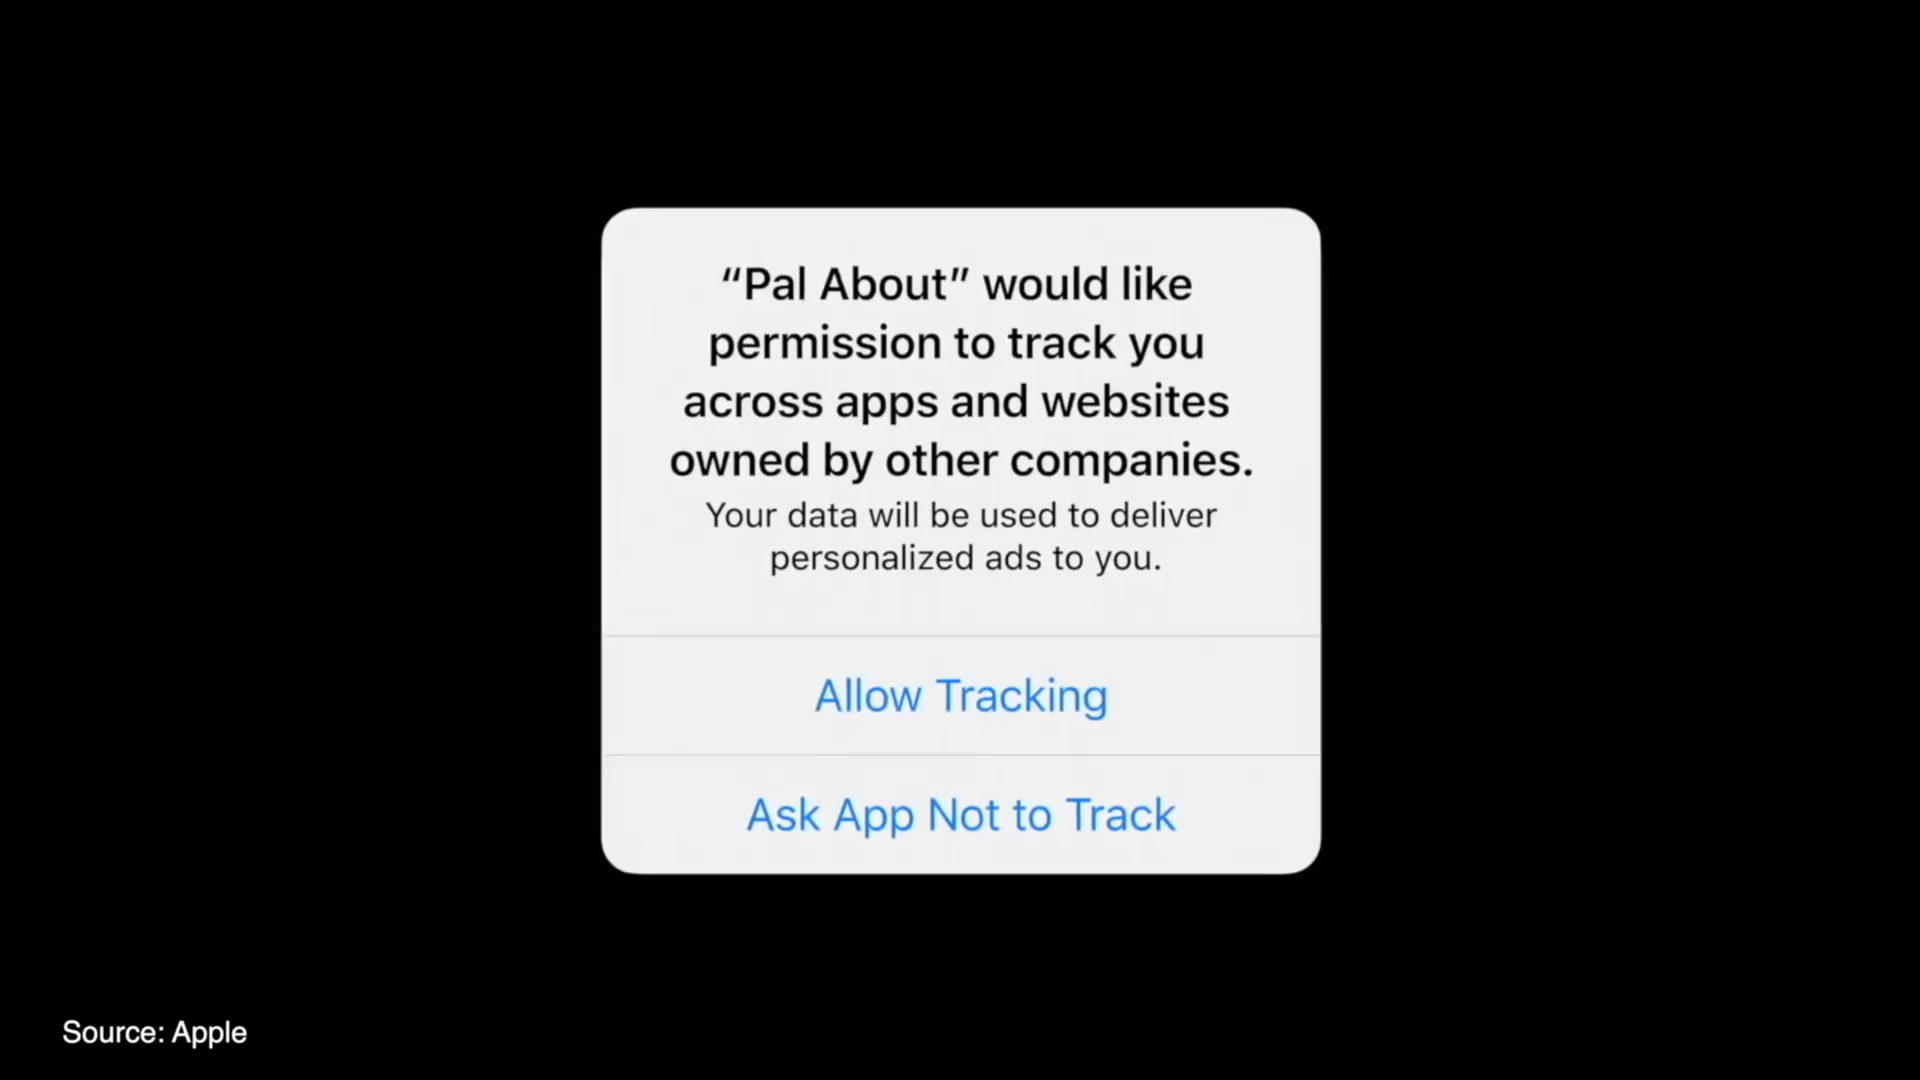 “Pal About” would like
permission to track you
across apps and websites
owned by other companies.
Your data will be used to deliver
personalized ads to you.
Allow Tracking
Ask App Not to Track
Source: Apple